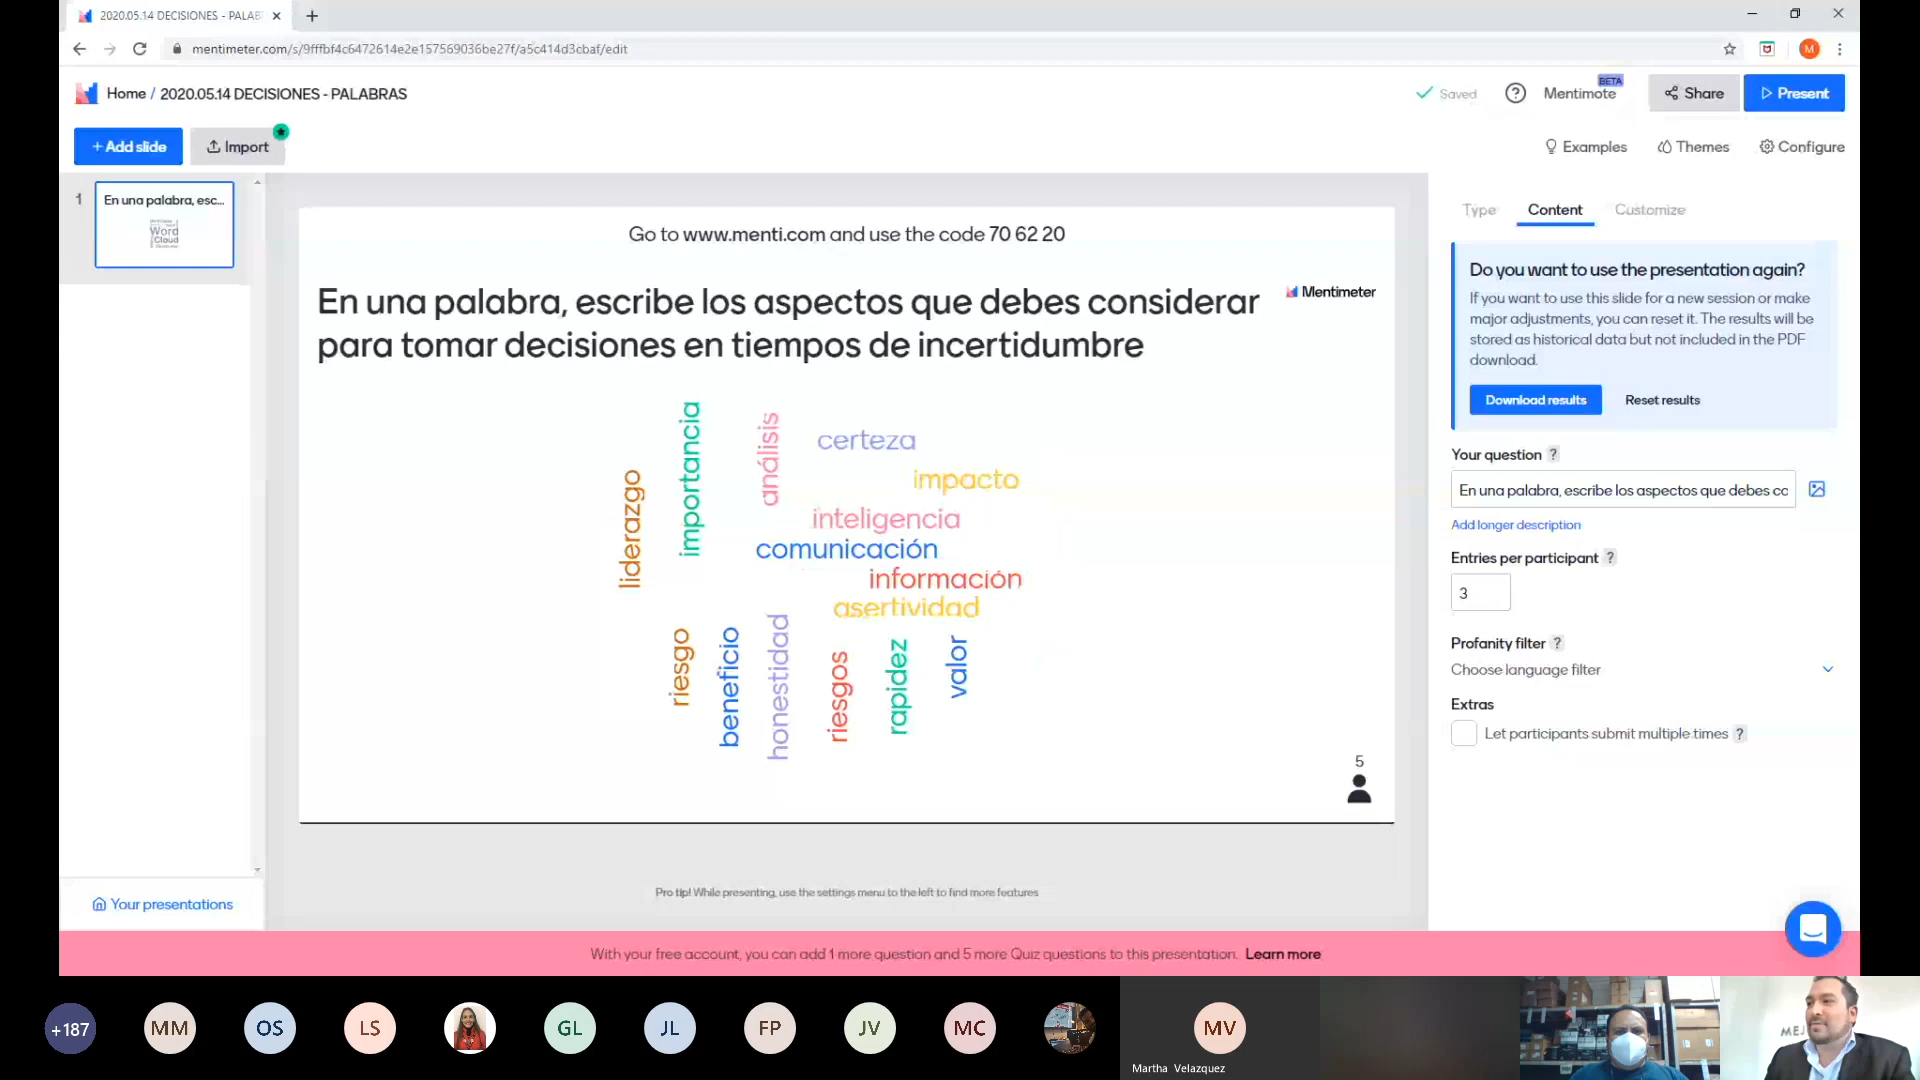 2020.05.14 DECISIONES - PALAB
mentimeter.com/s/9fffbf4c6472614e2e157569036be27f/a5c414d3cbaf/edit
M
Home / 2020.05.14 DECISIONES - PALABRAS
Saved
Mentimote
BETA
Share
Present
+ Add slide
Import
Examples
Themes
Configure
1
En una palabra, esc...
Word
Cloud
Go to www.menti.com and use the code 70 62 20
En una palabra, escribe los aspectos que debes considerar
para tomar decisiones en tiempos de incertidumbre
Mentimeter
liderazgo
importancia
análisis
certeza
impacto
inteligencia
comunicación
información
asertividad
riesgo
beneficio
honestidad
riesgos
rapidez
valor
5
Pro tip! While presenting, use the settings menu to the left to find more features
Type
Content
Customize
Do you want to use the presentation again?
If you want to use this slide for a new session or make
major adjustments, you can reset it. The results will be
stored as historical data but not included in the PDF
download.
Download results
Reset results
Your question ?
En una palabra, escribe los aspectos que debes co
Add longer description
Entries per participant ?
3
Profanity filter ?
Choose language filter
Extras
Let participants submit multiple times ?
Your presentations
With your free account, you can add 1 more question and 5 more Quiz questions to this presentation. Learn more
+187
MM
OS
LS
GL
JL
FP
JV
MC
MV
Martha Velazquez
MEJ